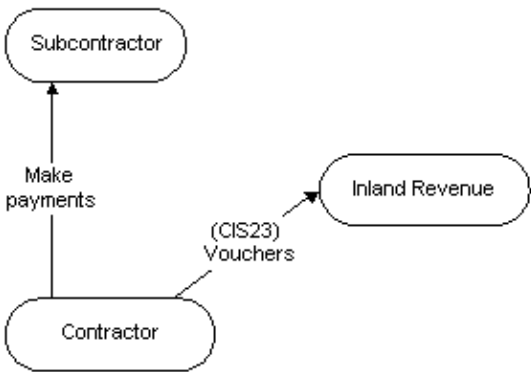 Subcontractor
Make
payments
Inland Revenue
(CIS23)
Vouchers
Contractor